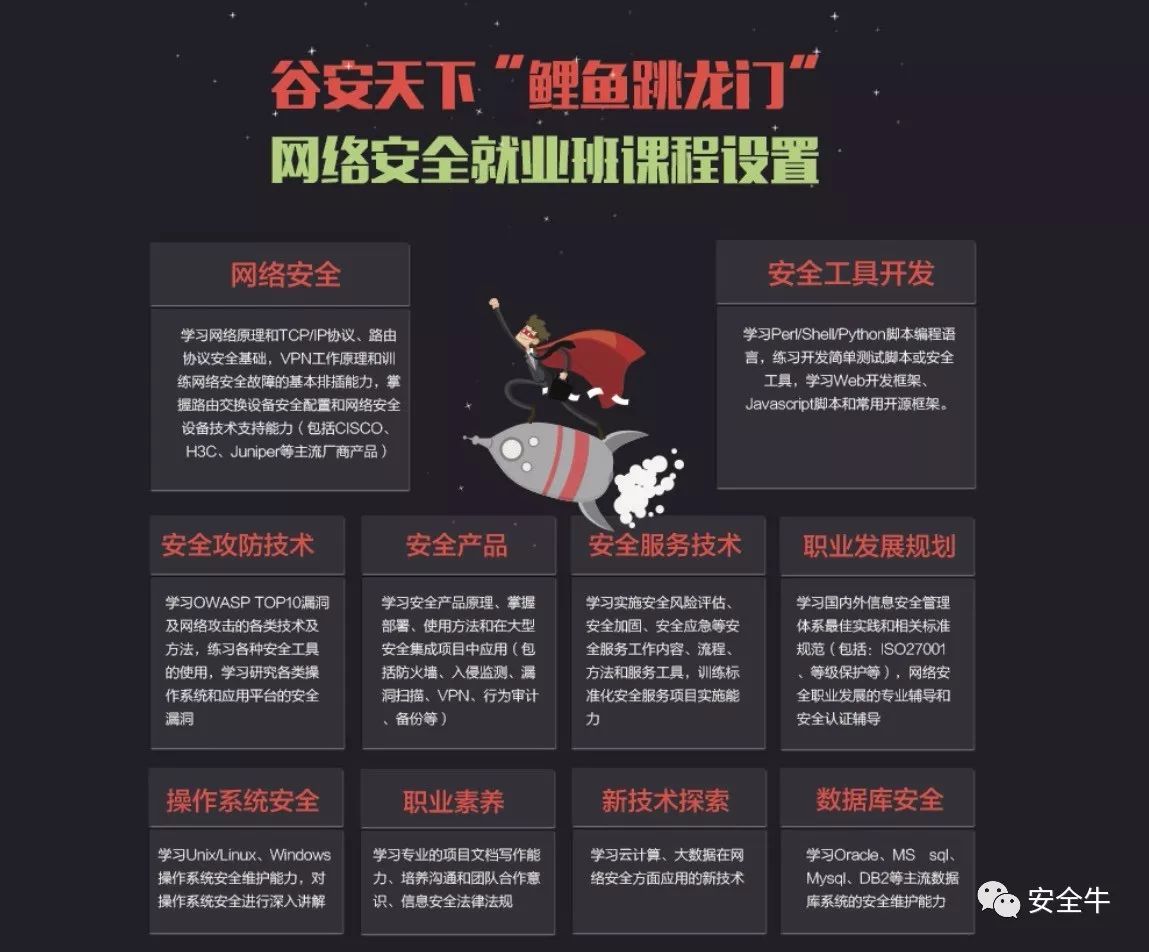 谷安天下“鲤鱼跳龙门“
网络安全就业班课程设置
网络安全
学习网络原理和TCP/IP协议、路由
协议安全基础，VPN工作原理和训
练网络安全故障的基本排插能力，掌
握路由交换设备安全配置和网络安全
设备技术支持能力（包括CISCO、
H3C、Juniper等主流厂商产品）
安全工具开发
学习Perl/Shell/Python脚本编程语
言，练习开发简单测试脚本或安全
工具，学习Web开发框架、
Javascript脚本和常用开源框架。
安全攻防技术
学习OWASP TOP10漏洞
及网络攻击的各类技术及
方法，练习各种安全工具
的使用，学习研究各类操
作系统和应用平台的安全
漏洞
安全产品
学习安全产品原理、掌握
部署、使用方法和在大型
安全集成项目中应用（包
括防火墙、入侵监测、漏
洞扫描、VPN、行为审计
、备份等）
安全服务技术
学习实施安全风险评估、
安全加固、安全应急等安
全服务工作内容、流程、
方法和服务工具，训练标
准化安全服务项目实施能
力
职业发展规划
学习国内外信息安全管理
体系最佳实践和相关标准
规范（包括：ISO27001
、等级保护等），网络安
全职业发展的专业辅导和
安全认证辅导
操作系统安全
学习Unix/Linux、Windows
操作系统安全维护能力，对
操作系统安全进行深入讲解
职业素养
学习专业的项目文档写作能
力、培养沟通和团队合作意
识、信息安全法律法规
新技术探索
学习云计算、大数据在网
络安全方面应用的新技术
数据库安全
学习Oracle、MS sql、
Mysql、DB2等主流数据
库系统的安全维护能力
安全牛